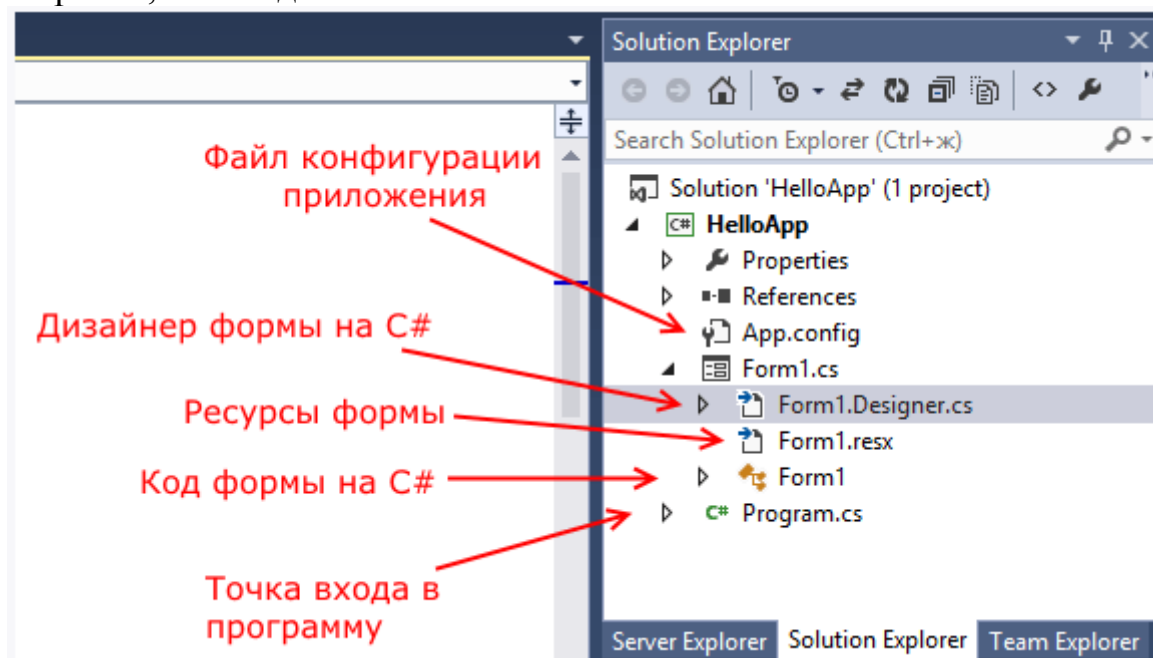 Solution Explorer
Search Solution Explorer (Ctrl+ж)
Файл конфигурации
приложения
Solution 'HelloApp' (1 project)
C# HelloApp
Properties
References
App.config
Дизайнер формы на C#
Form1.cs
Form1.Designer.cs
Ресурсы формы
Form1.resx
Код формы на C#
Form1
C# Program.cs
Точка входа в
программу
Server Explorer Solution Explorer Team Explorer